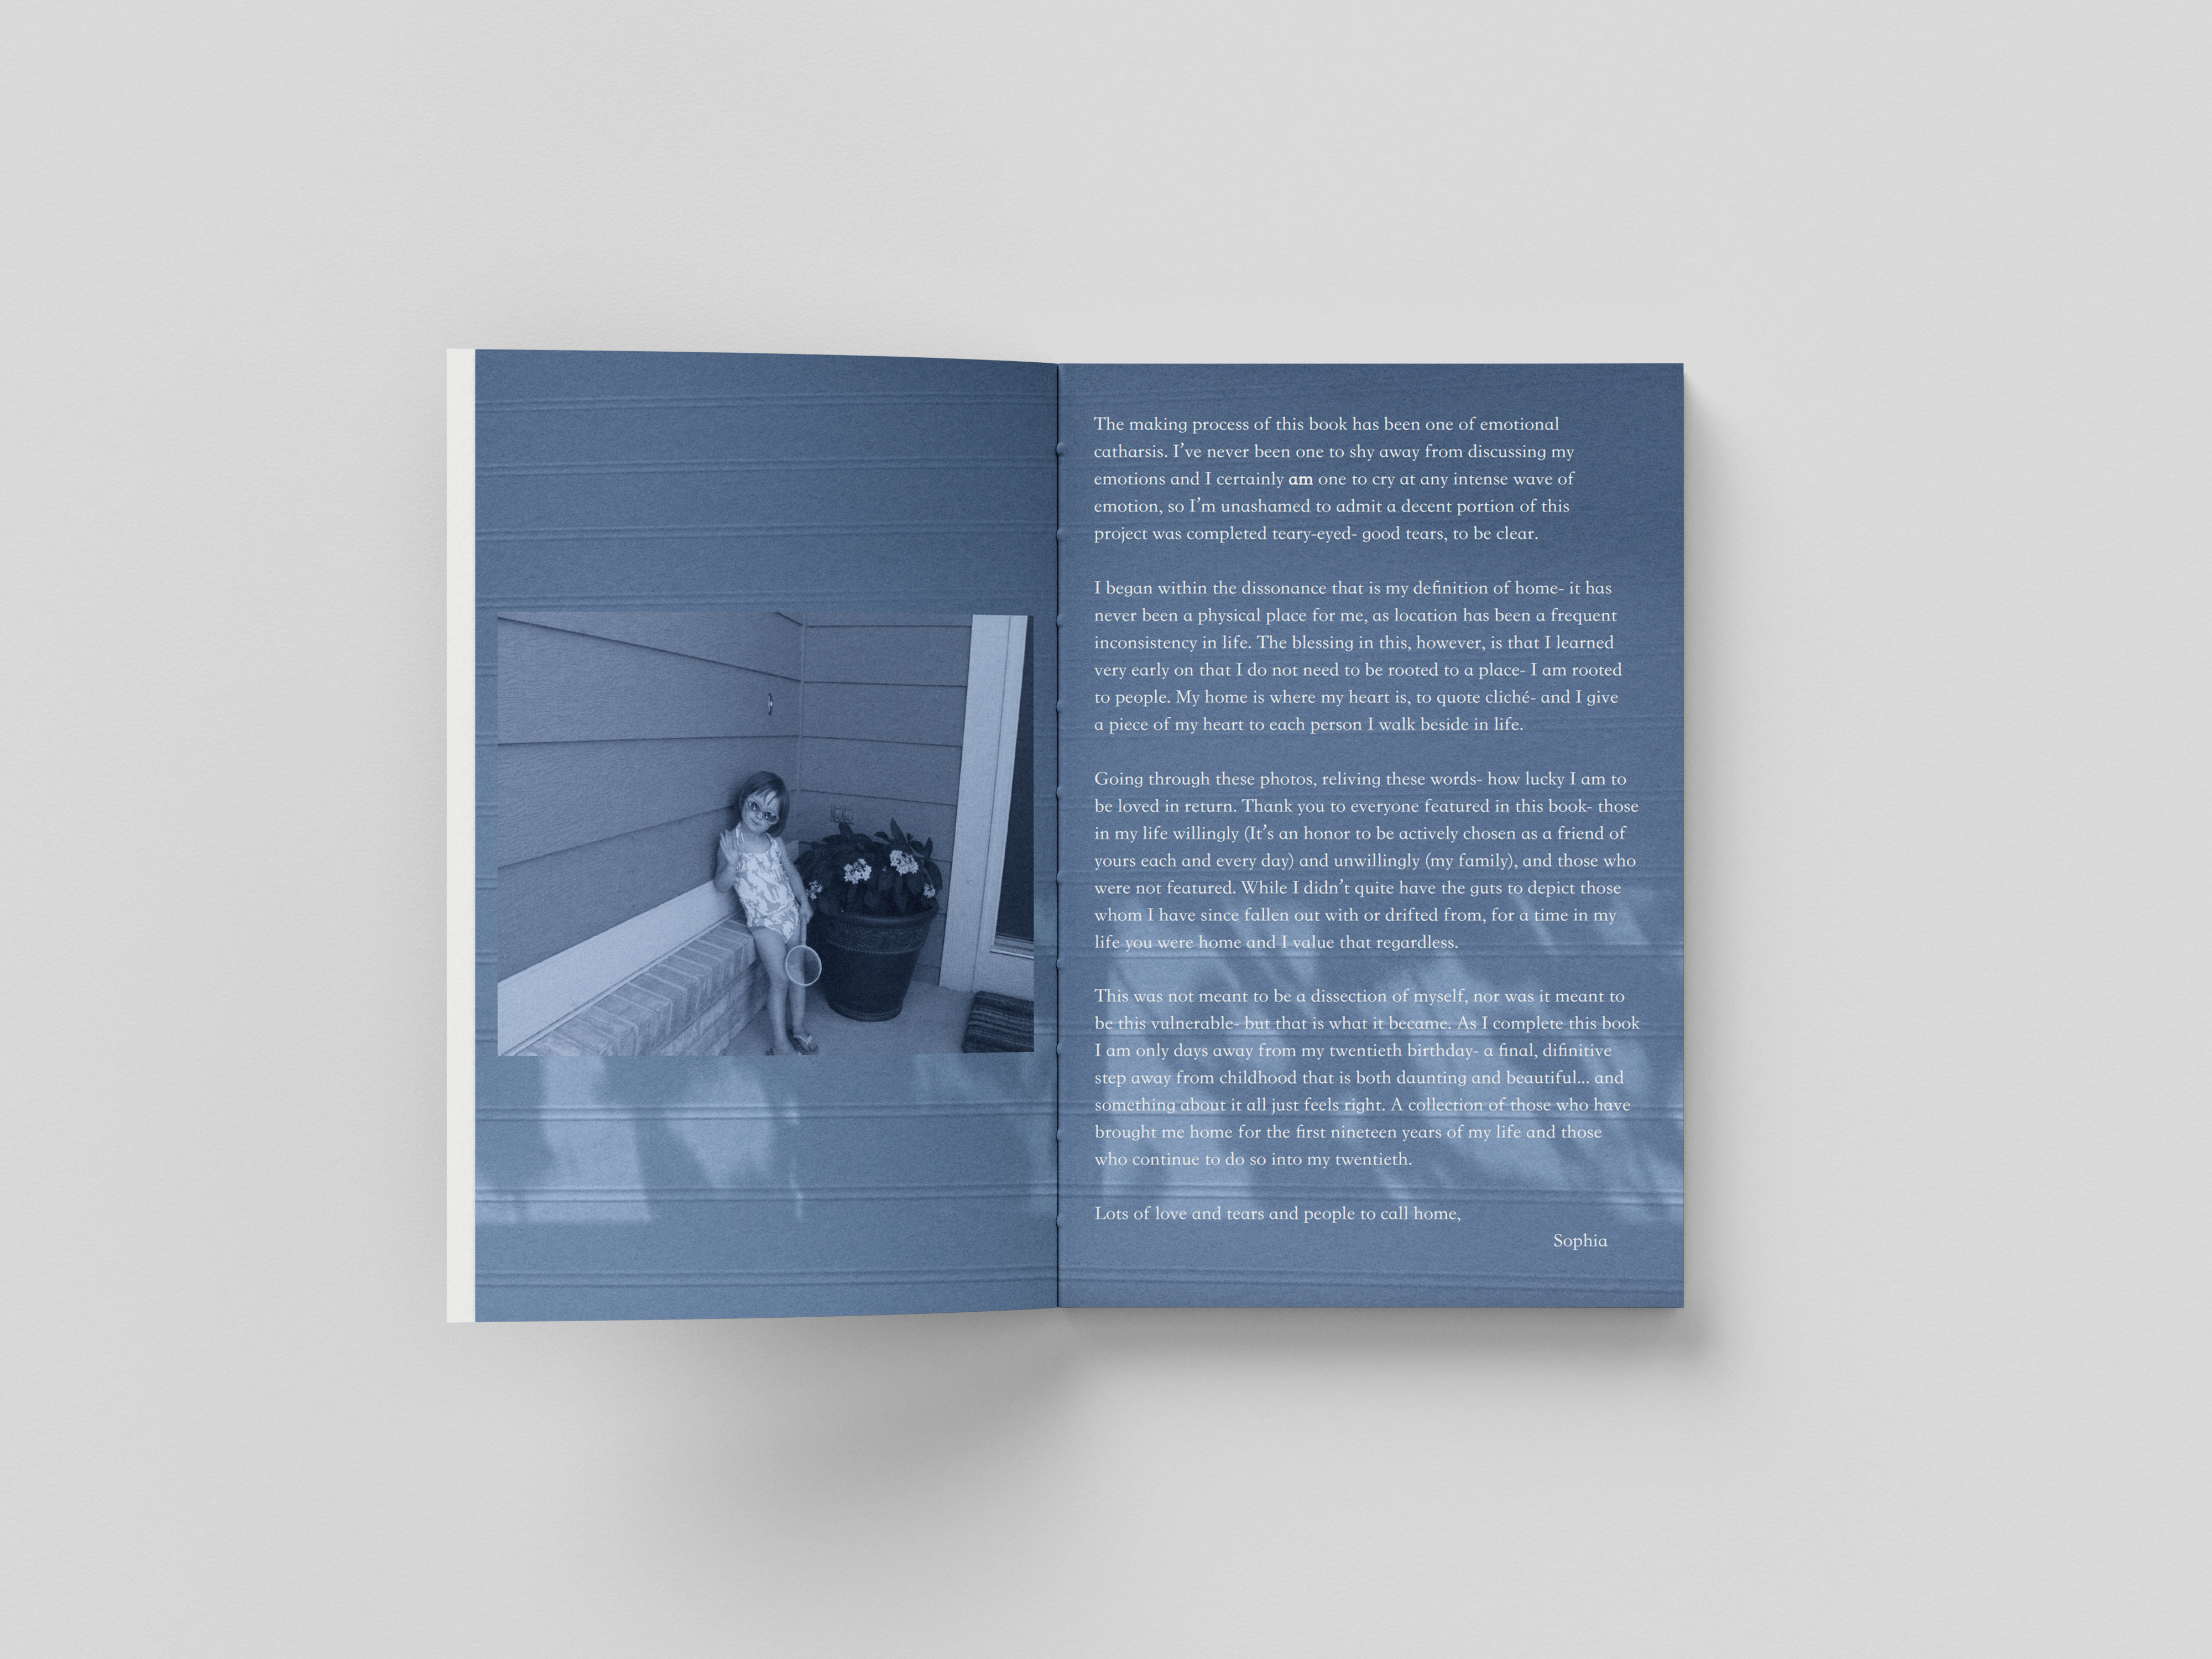 The making process of this book has been one of emotional
catharsis. I’ve never been one to shy away from discussing my
emotions and I certainly am one to cry at any intense wave of
emotion, so I’m unashamed to admit a decent portion of this
project was completed teary-eyed- good tears, to be clear.
I began within the dissonance that is my definition of home- it has
never been a physical place for me, as location has been a frequent
inconsistency in life. The blessing in this, however, is that I learned
very early on that I do not need to be rooted to a place- I am rooted
to people. My home is where my heart is, to quote cliché- and I give
a piece of my heart to each person I walk beside in life.
Going through these photos, reliving these words- how lucky I am to
be loved in return. Thank you to everyone featured in this book- those
in my life willingly (It’s an honor to be actively chosen as a friend of
yours each and every day) and unwillingly (my family), and those who
were not featured. While I didn’t quite have the guts to depict those
whom I have since fallen out with or drifted from, for a time in my
life you were home and I value that regardless.
This was not meant to be a dissection of myself, nor was it meant to
be this vulnerable- but that is what it became. As I complete this book
I am only days away from my twentieth birthday- a final, difinitive
step away from childhood that is both daunting and beautiful... and
something about it all just feels right. A collection of those who have
brought me home for the first nineteen years of my life and those
who continue to do so into my twentieth.
Lots of love and tears and people to call home,
Sophia